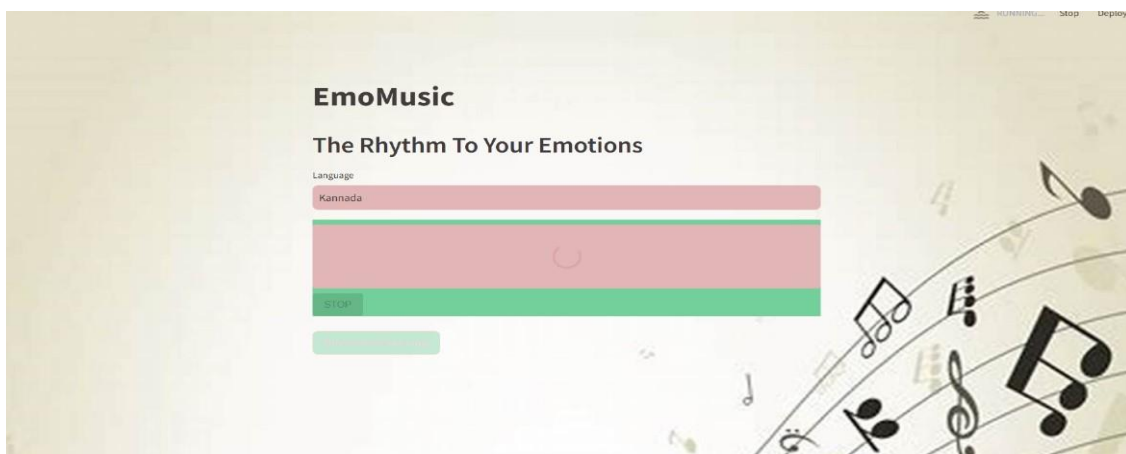 RUNNING... Stop Deploy
EmoMusic
The Rhythm To Your Emotions
Language
Kannada
STOP